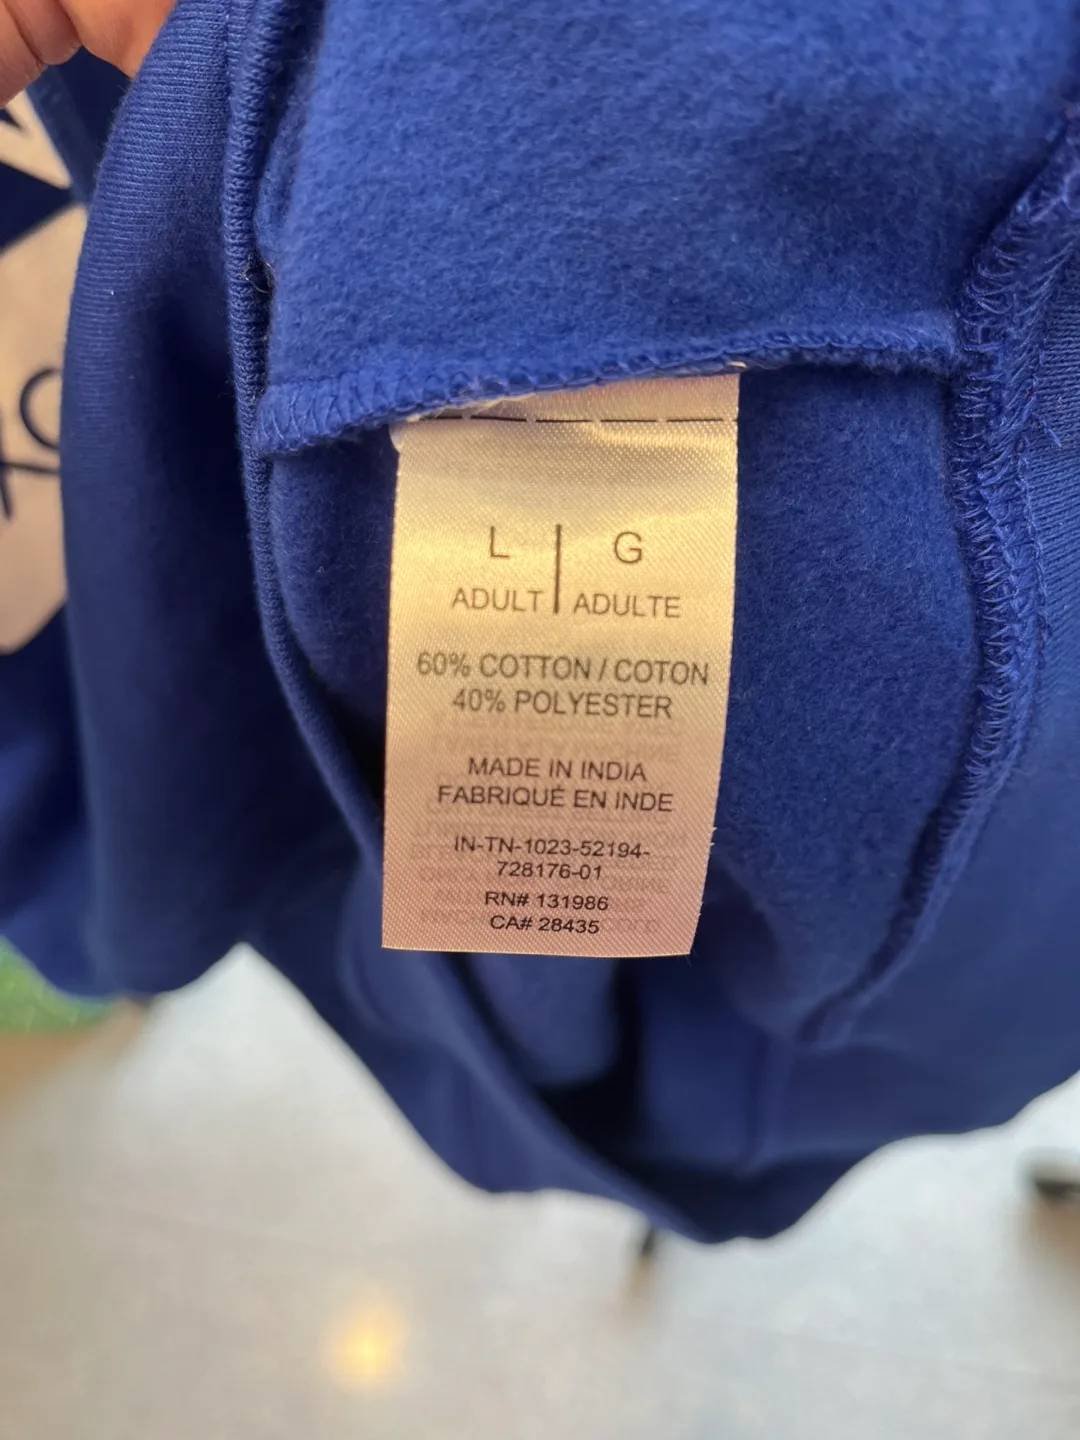 L | G
ADULT | ADULTE
60% COTTON / COTON
40% POLYESTER
MADE IN INDIA
FABRIQUÉ EN INDE
IN-TN-1023-52194-
728176-01
RN# 131986
CA# 28435